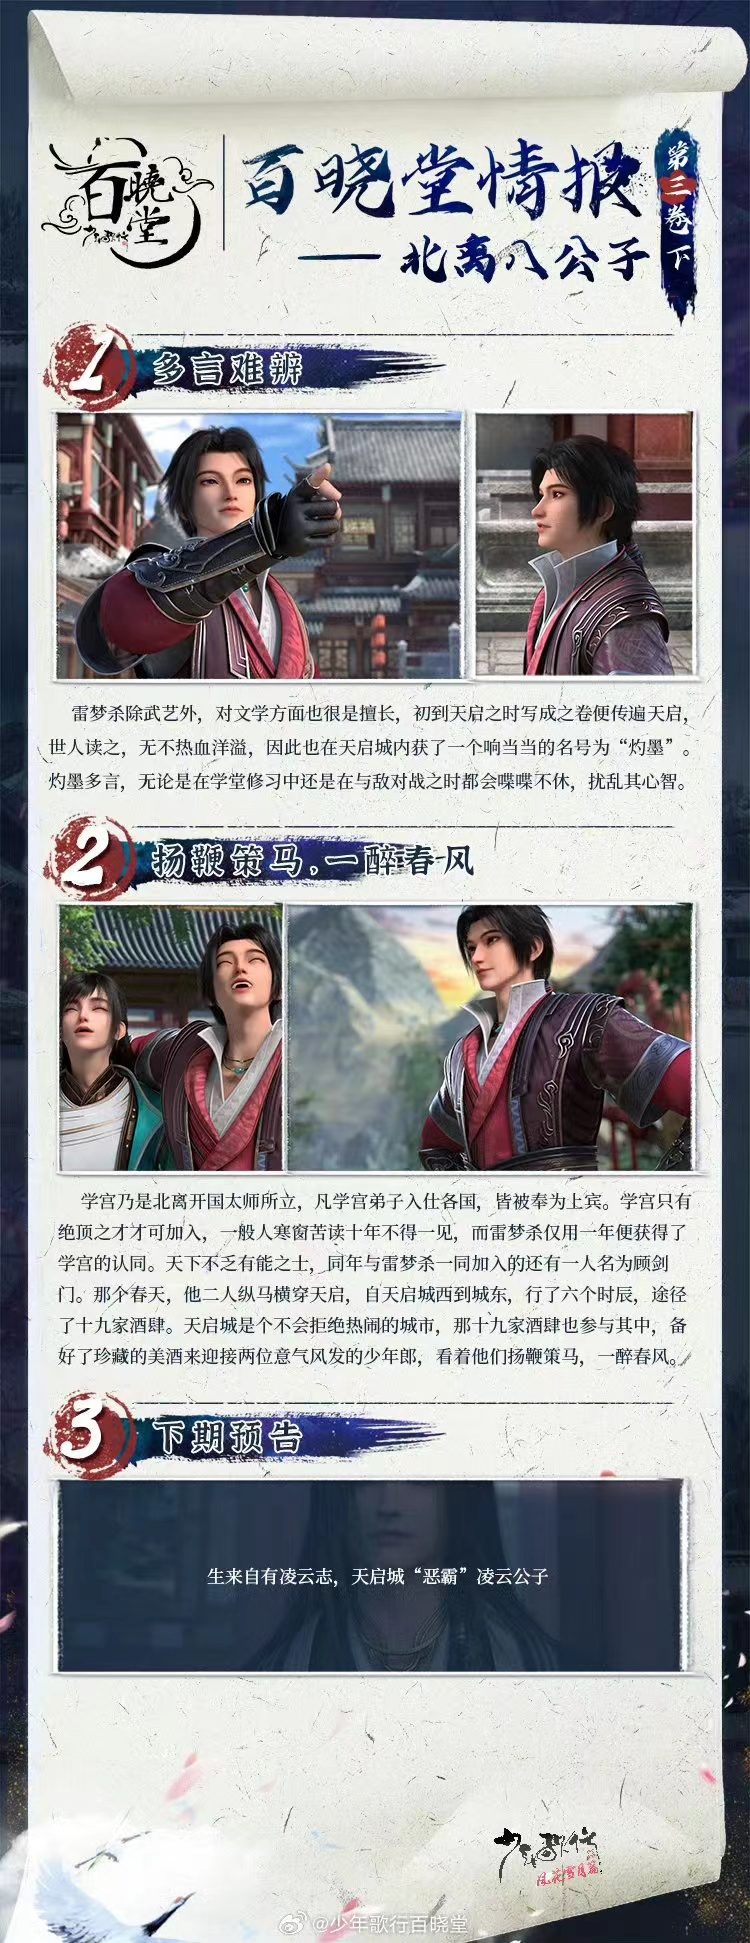 百晓堂
少年歌行
百晓堂情报
第三卷下
——北离八公子
1 多言难辨
雷梦杀除武艺外，对文学方面也很是擅长，初到天启之时写成之卷便传遍天启，
世人读之，无不热血洋溢，因此也在天启城内获了一个响当当的名号为“灼墨”。
灼墨多言，无论是在学堂修习中还是在与敌对战之时都会喋喋不休，扰乱其心智。
2 扬鞭策马，一醉春风
学宫乃是北离开国太师所立，凡学宫弟子入仕各国，皆被奉为上宾。学宫只有
绝顶之才才可加入，一般人寒窗苦读十年不得一见，而雷梦杀仅用一年便获得了
学宫的认同。天下不乏有能之士，同年与雷梦杀一同加入的还有一人名为顾剑
门。那个春天，他二人纵马横穿天启，自天启城西到城东，行了六个时辰，途径
了十九家酒肆。天启城是个不会拒绝热闹的城市，那十九家酒肆也参与其中，备
好了珍藏的美酒来迎接两位意气风发的少年郎，看着他们扬鞭策马，一醉春风。
3 下期预告
生来自有凌云志，天启城“恶霸”凌云公子
少年歌行
风花雪月篇
@少年歌行百晓堂